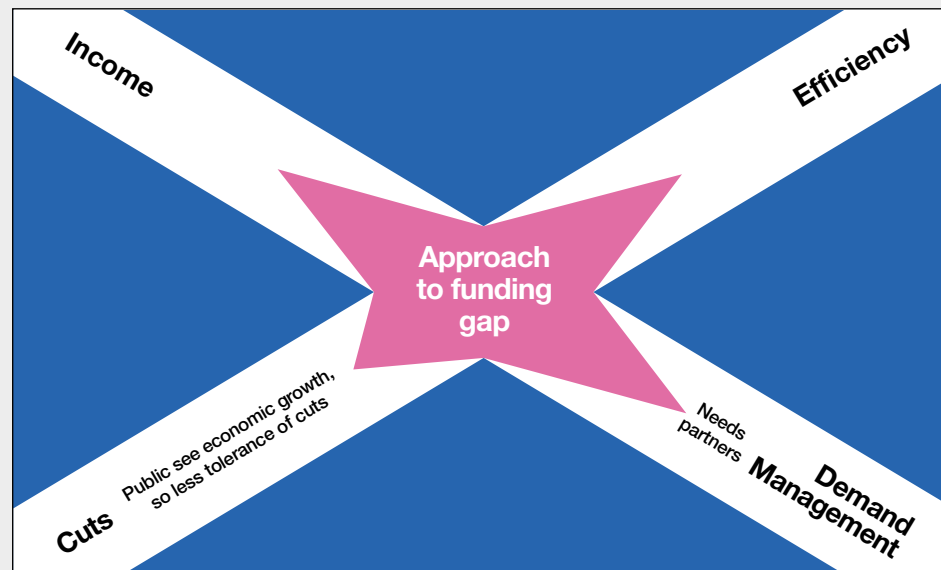 Income
Efficiency
Approach
to funding
gap
Public see economic growth,
so less tolerance of cuts
Cuts
Needs
partners
Demand
Management